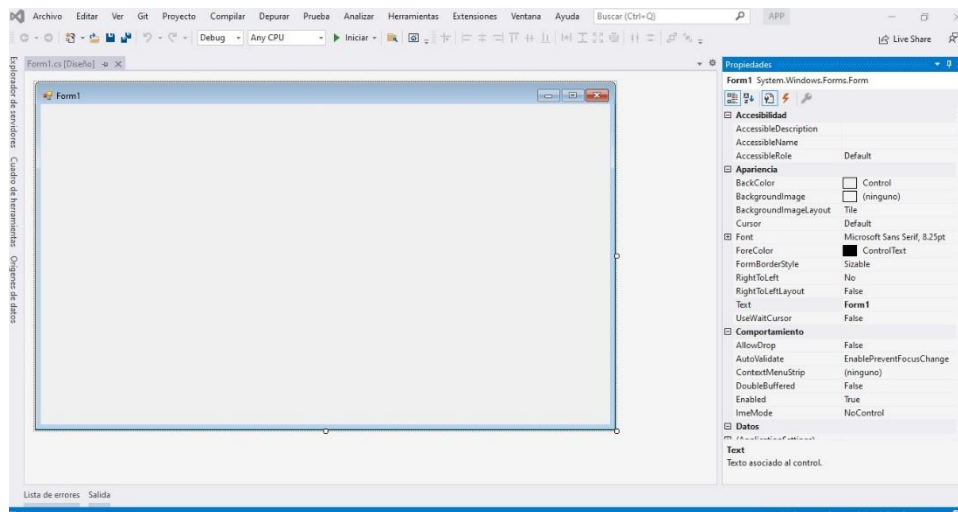 Archivo Editar Ver Git Proyecto Compilar Depurar Prueba Analizar Herramientas Extensiones Ventana Ayuda Buscar (Ctrl+Q) APP
Debug Any CPU Iniciar Live Share
Form1.cs [Diseño]
Explorador de servidores
Cuadro de herramientas
Orígenes de datos
Form1
Propiedades
Form1 System.Windows.Forms.Form
Accesibilidad
AccessibleDescription
AccessibleName
AccessibleRole Default
Apariencia
BackColor Control
BackgroundImage (ninguno)
BackgroundImageLayout Tile
Cursor Default
Font Microsoft Sans Serif, 8.25pt
ForeColor ControlText
FormBorderStyle Sizable
RightToLeft No
RightToLeftLayout False
Text Form1
UseWaitCursor False
Comportamiento
AllowDrop False
AutoValidate EnablePreventFocusChange
ContextMenuStrip (ninguno)
DoubleBuffered False
Enabled True
ImeMode NoControl
Datos
Text
Texto asociado al control.
Lista de errores Salida